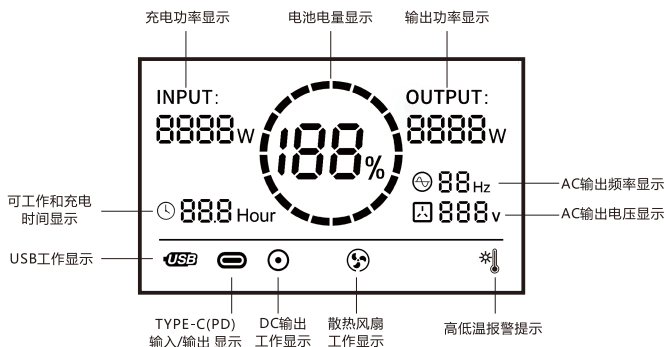 充电功率显示
电池电量显示
输出功率显示
INPUT:
8888W
188%
OUTPUT:
8888W
88Hz
AC输出频率显示
可工作和充电
时间显示
88.8 Hour
888v
AC输出电压显示
USB工作显示
USB
TYPE-C(PD)
输入/输出 显示
DC输出
工作显示
散热风扇
工作显示
高低温报警提示